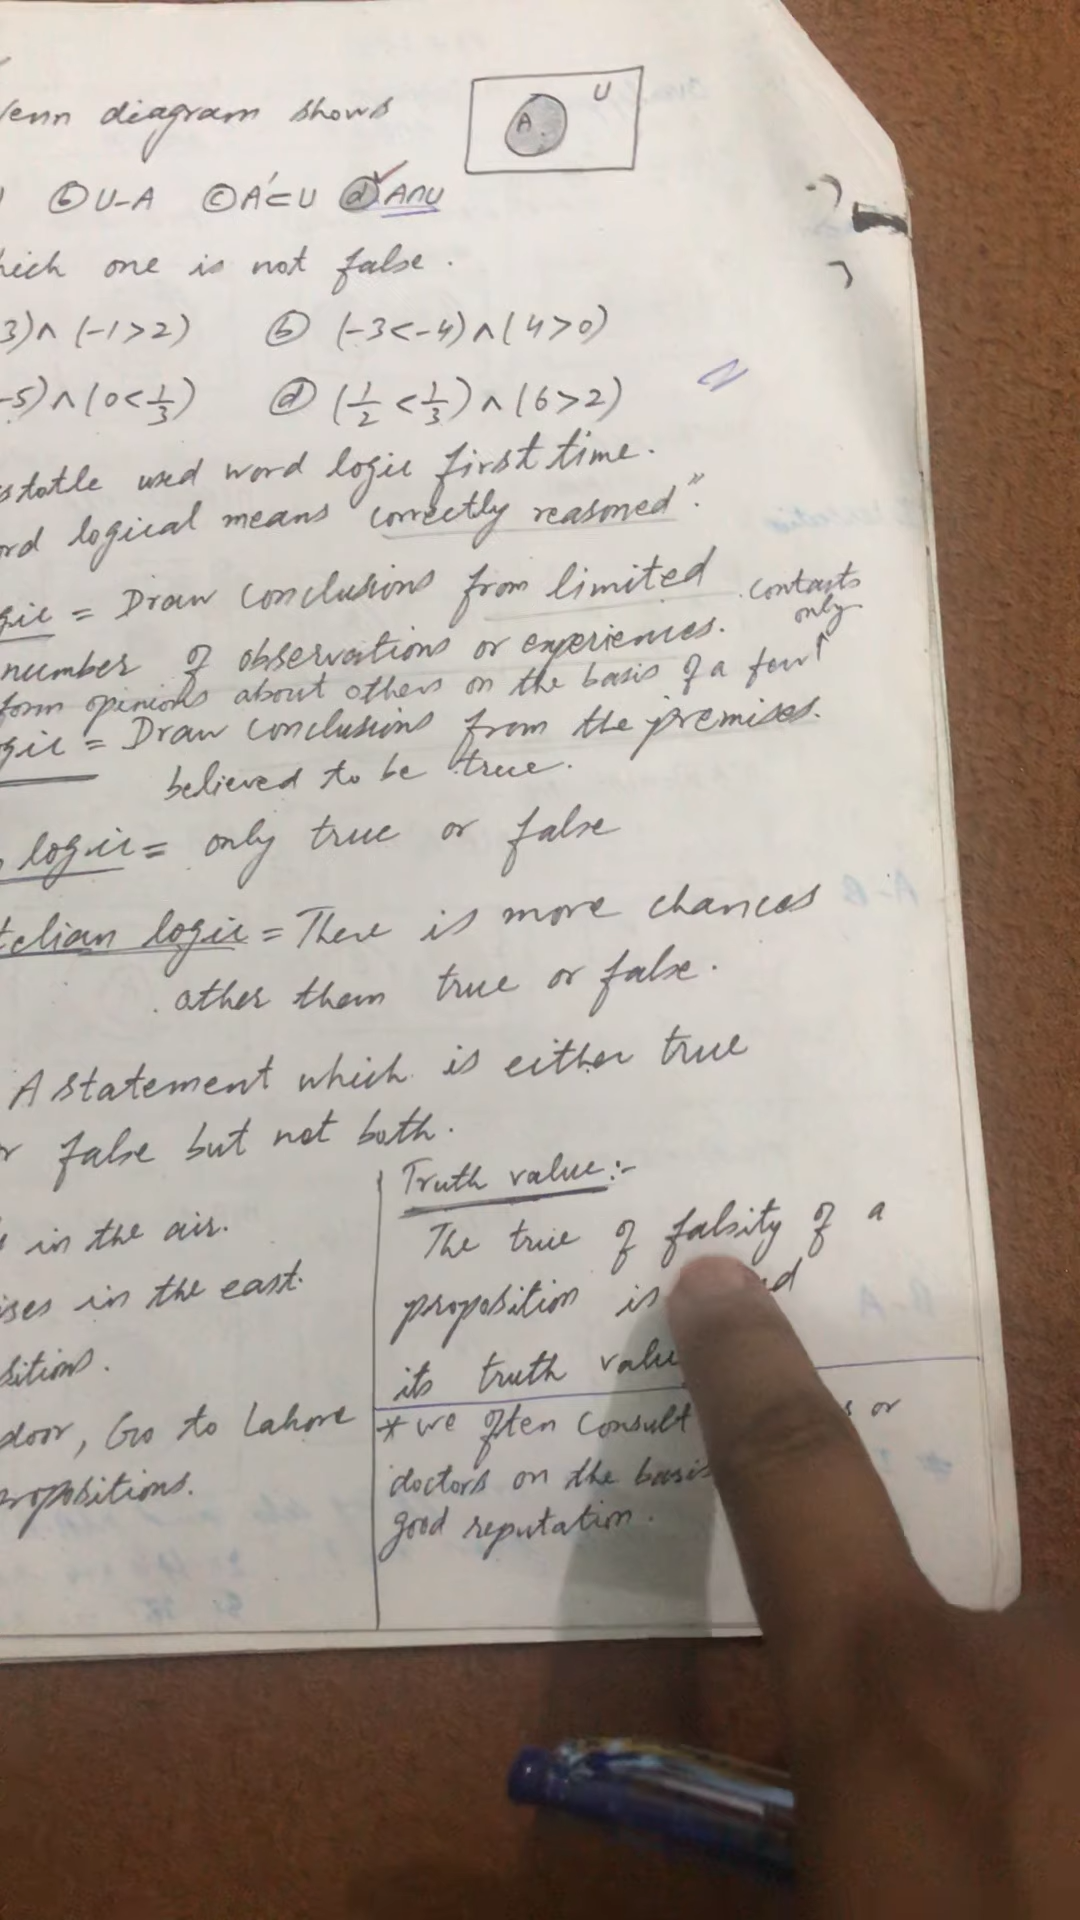 Venn diagram shows
A U
ⓑ U-A ⓒ A'⊂U ⓓ A∩U
which one is not false.
3)∧(-1>2) ⓑ (-3<-4)∧(4>0)
-5)∧(0<1/3) ⓓ (1/2<1/3)∧(6>2)
statle used word logic first time.
ord logical means "correctly reasoned".
gic = Draw conclusions from limited
number of observations or experiences.
contacts
only
form opinions about others on the basis of a few↑
gic = Draw conclusions from the premises.
believed to be true.
logic = only true or false
telian logic = There is more chances
other them true or false.
A statement which is either true
r false but not both.
in the air.
ises in the east.
sitions.
door, Go to Lahore
ropositions.
Truth value:-
The true of falsity of a
proposition is
its truth value
* we often consult or
doctors on the basis
good reputation.